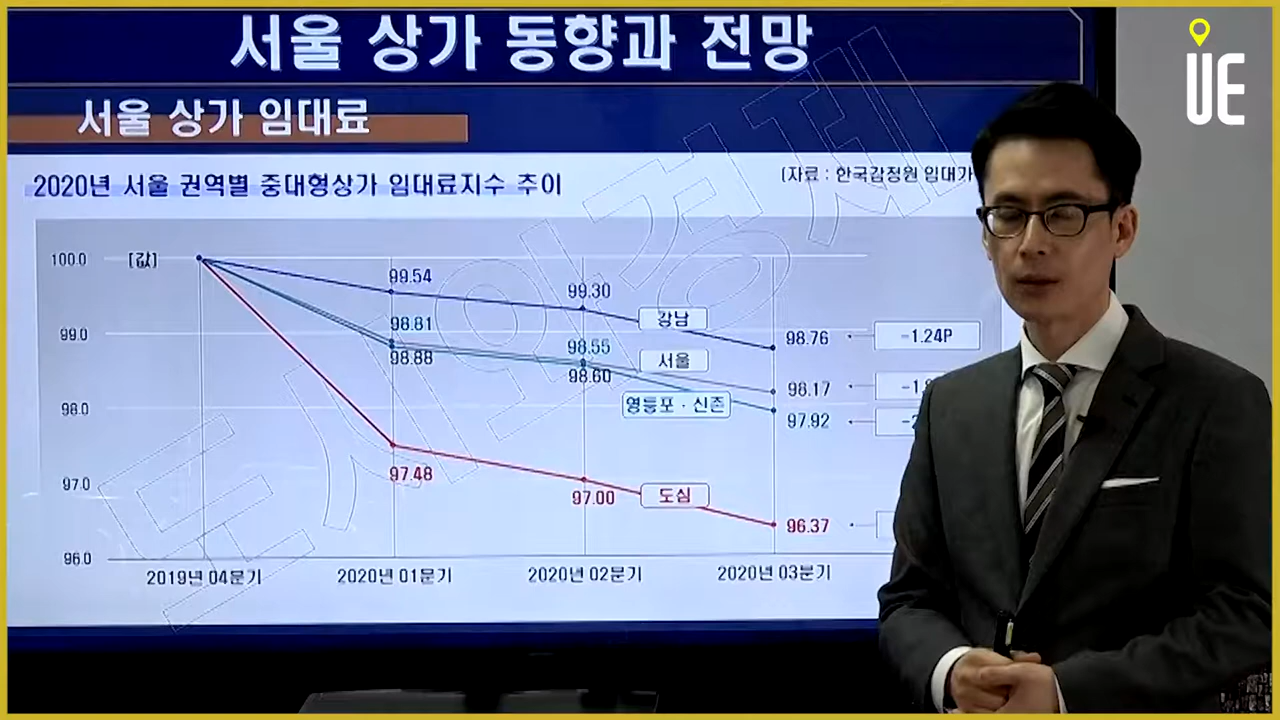 서울 상가 동향과 전망
UE
서울 상가 임대료
2020년 서울 권역별 중대형상가 임대료지수 추이
(자료 : 한국감정원 임대가
100.0
[값]
99.54
99.30
강남
98.76
-1.24P
99.0
98.81
98.88
98.55
98.60
서울
98.17
영등포 · 신촌
97.92
98.0
97.0
97.48
97.00
도심
96.37
96.0
2019년 04분기
2020년 01분기
2020년 02분기
2020년 03분기
도시와경제